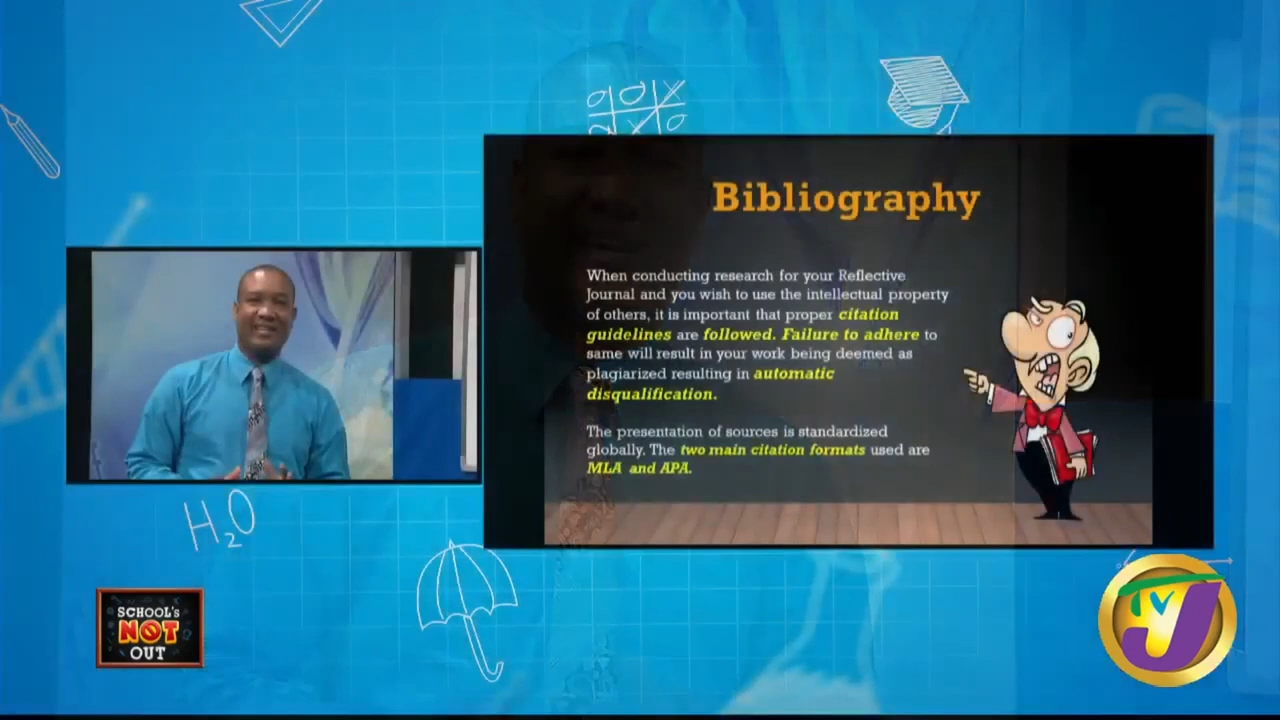 Bibliography
When conducting research for your Reflective
Journal and you wish to use the intellectual property
of others, it is important that proper citation
guidelines are followed. Failure to adhere to
same will result in your work being deemed as
plagiarized resulting in automatic
disqualification.
The presentation of sources is standardized
globally. The two main citation formats used are
MLA and APA.
H₂O
SCHOOL's
NOT
OUT
TVJ